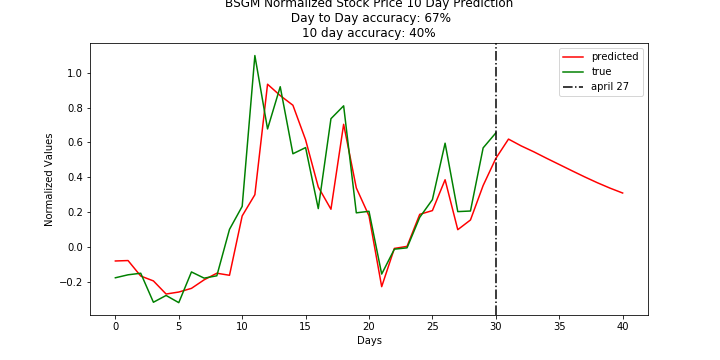 BSGM Normalized Stock Price 10 Day Prediction
Day to Day accuracy: 67%
10 day accuracy: 40%
predicted
true
april 27
Normalized Values
1.0
0.8
0.6
0.4
0.2
0.0
−0.2
0
5
10
15
20
25
30
35
40
Days